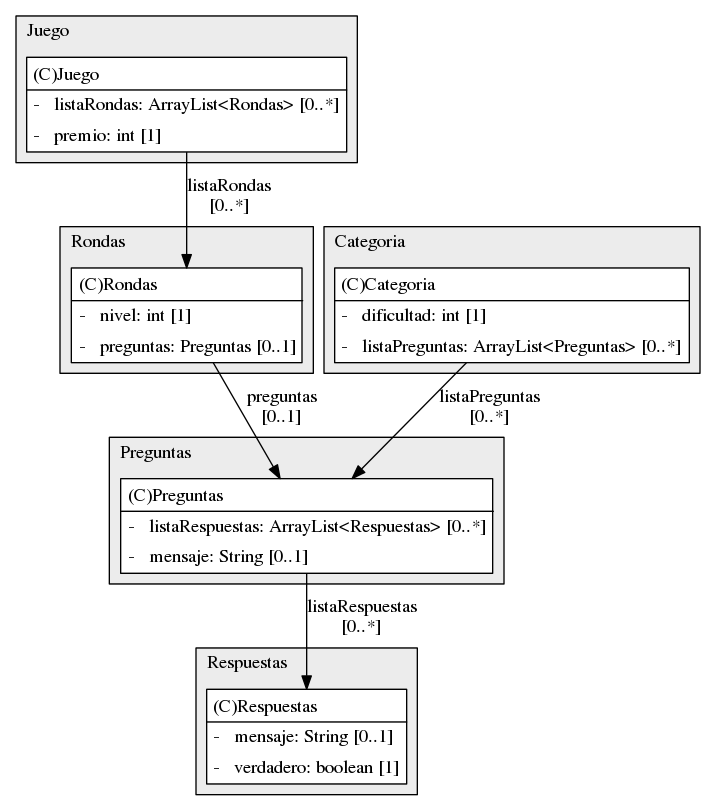 Juego
(C)Juego
- listaRondas: ArrayList<Rondas> [0..*]
- premio: int [1]
listaRondas
[0..*]
Rondas
(C)Rondas
- nivel: int [1]
- preguntas: Preguntas [0..1]
Categoria
(C)Categoria
- dificultad: int [1]
- listaPreguntas: ArrayList<Preguntas> [0..*]
preguntas
[0..1]
listaPreguntas
[0..*]
Preguntas
(C)Preguntas
- listaRespuestas: ArrayList<Respuestas> [0..*]
- mensaje: String [0..1]
listaRespuestas
[0..*]
Respuestas
(C)Respuestas
- mensaje: String [0..1]
- verdadero: boolean [1]